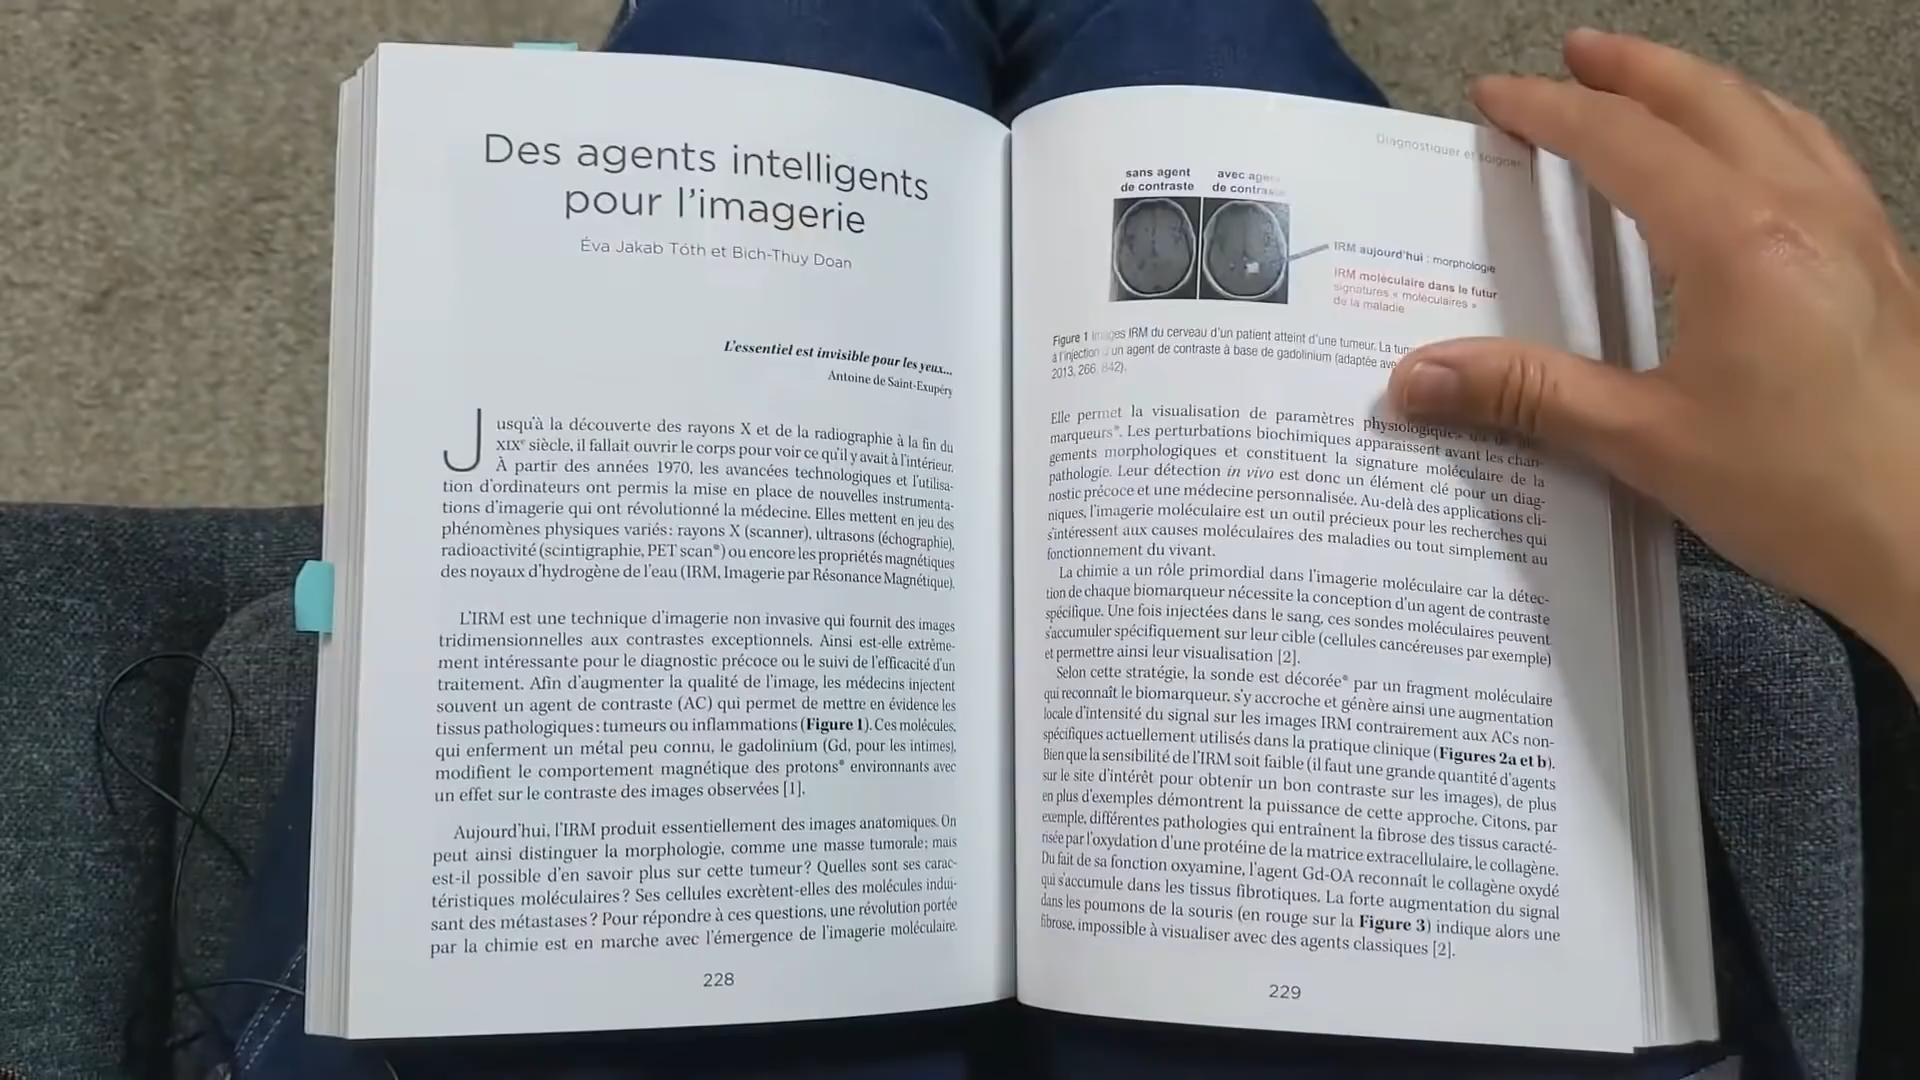 Des agents intelligents
pour l'imagerie
Éva Jakab Tóth et Bich-Thuy Doan
L'essentiel est invisible pour les yeux...
Antoine de Saint-Exupéry
Jusqu'à la découverte des rayons X et de la radiographie à la fin du
XIXe siècle, il fallait ouvrir le corps pour voir ce qu'il y avait à l'intérieur.
À partir des années 1970, les avancées technologiques et l'utilisa-
tion d'ordinateurs ont permis la mise en place de nouvelles instrumenta-
tions d'imagerie qui ont révolutionné la médecine. Elles mettent en jeu des
phénomènes physiques variés : rayons X (scanner), ultrasons (échographie),
radioactivité (scintigraphie, PET scan*) ou encore les propriétés magnétiques
des noyaux d'hydrogène de l'eau (IRM, Imagerie par Résonance Magnétique).
L'IRM est une technique d'imagerie non invasive qui fournit des images
tridimensionnelles aux contrastes exceptionnels. Ainsi est-elle extrême-
ment intéressante pour le diagnostic précoce ou le suivi de l'efficacité d'un
traitement. Afin d'augmenter la qualité de l'image, les médecins injectent
souvent un agent de contraste (AC) qui permet de mettre en évidence les
tissus pathologiques : tumeurs ou inflammations (Figure 1). Ces molécules,
qui enferment un métal peu connu, le gadolinium (Gd, pour les intimes),
modifient le comportement magnétique des protons* environnants avec
un effet sur le contraste des images observées [1].
Aujourd'hui, l'IRM produit essentiellement des images anatomiques. On
peut ainsi distinguer la morphologie, comme une masse tumorale ; mais
est-il possible d'en savoir plus sur cette tumeur ? Quelles sont ses carac-
téristiques moléculaires ? Ses cellules excrètent-elles des molécules indui-
sant des métastases ? Pour répondre à ces questions, une révolution portée
par la chimie est en marche avec l'émergence de l'imagerie moléculaire.
228
Diagnostiquer et soigner
sans agent
de contraste
avec agent
de contraste
IRM aujourd'hui : morphologie
IRM moléculaire dans le futur
signatures « moléculaires »
de la maladie
Figure 1 Images IRM du cerveau d'un patient atteint d'une tumeur. La
à l'injection d'un agent de contraste à base de gadolinium (adaptée
2013, 266, 842).
Elle permet la visualisation de paramètres physiologiques
marqueurs*. Les perturbations biochimiques apparaissent avant les chan-
gements morphologiques et constituent la signature moléculaire de la
pathologie. Leur détection in vivo est donc un élément clé pour un diag-
nostic précoce et une médecine personnalisée. Au-delà des applications cli-
niques, l'imagerie moléculaire est un outil précieux pour les recherches qui
s'intéressent aux causes moléculaires des maladies ou tout simplement au
fonctionnement du vivant.
La chimie a un rôle primordial dans l'imagerie moléculaire car la détec-
tion de chaque biomarqueur nécessite la conception d'un agent de contraste
spécifique. Une fois injectées dans le sang, ces sondes moléculaires peuvent
s'accumuler spécifiquement sur leur cible (cellules cancéreuses par exemple)
et permettre ainsi leur visualisation [2].
Selon cette stratégie, la sonde est décorée* par un fragment moléculaire
qui reconnaît le biomarqueur, s'y accroche et génère ainsi une augmentation
locale d'intensité du signal sur les images IRM contrairement aux ACs non-
spécifiques actuellement utilisés dans la pratique clinique (Figures 2a et b).
Bien que la sensibilité de l'IRM soit faible (il faut une grande quantité d'agents
sur le site d'intérêt pour obtenir un bon contraste sur les images), de plus
en plus d'exemples démontrent la puissance de cette approche. Citons, par
exemple, différentes pathologies qui entraînent la fibrose des tissus caracté-
risée par l'oxydation d'une protéine de la matrice extracellulaire, le collagène.
Du fait de sa fonction oxyamine, l'agent Gd-OA reconnaît le collagène oxydé
qui s'accumule dans les tissus fibrotiques. La forte augmentation du signal
dans les poumons de la souris (en rouge sur la Figure 3) indique alors une
fibrose, impossible à visualiser avec des agents classiques [2].
229